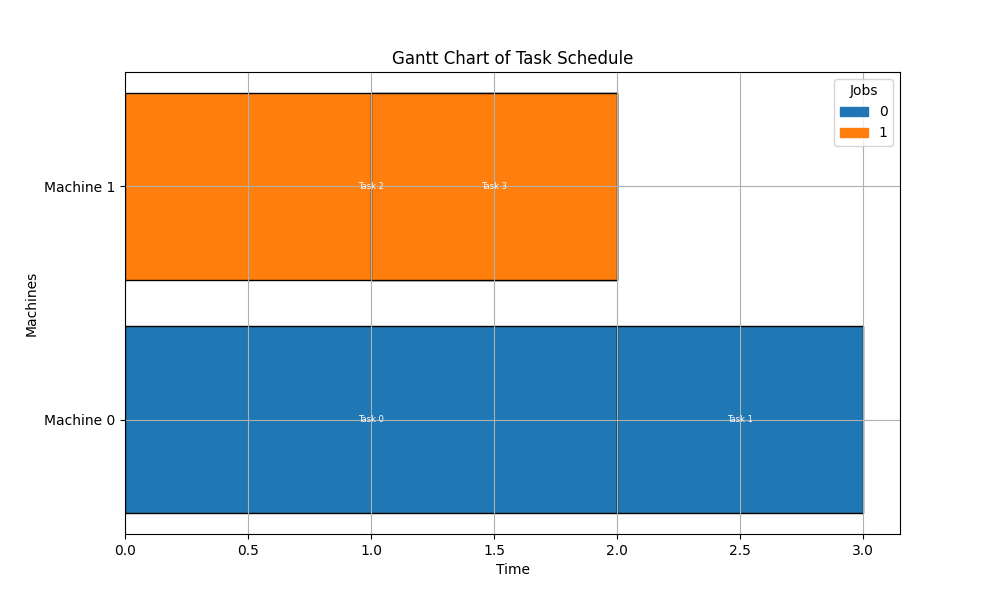 Gantt Chart of Task Schedule
Jobs
0
1
Machine 1
Task 2
Task 3
Machines
Machine 0
Task 0
Task 1
0.0 0.5 1.0 1.5 2.0 2.5 3.0
Time